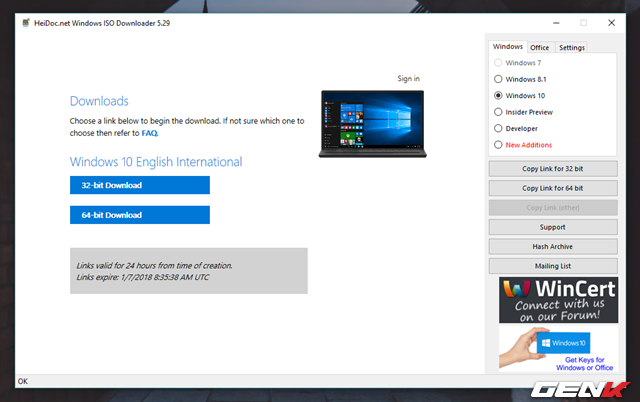 HeiDoc.net Windows ISO Downloader 5.29
Sign in
Downloads
Choose a link below to begin the download. If not sure which one to
choose then refer to FAQ.
Windows 10 English International
32-bit Download
64-bit Download
Links valid for 24 hours from time of creation.
Links expire: 1/7/2018 8:35:38 AM UTC
Windows
Office
Settings
Windows 7
Windows 8.1
Windows 10
Insider Preview
Developer
New Additions
Copy Link for 32 bit
Copy Link for 64 bit
Copy Link (other)
Support
Hash Archive
Mailing List
WinCert
Connect with us
on our Forum!
Windows10
Get Keys for
Windows or Office
OK
GENK